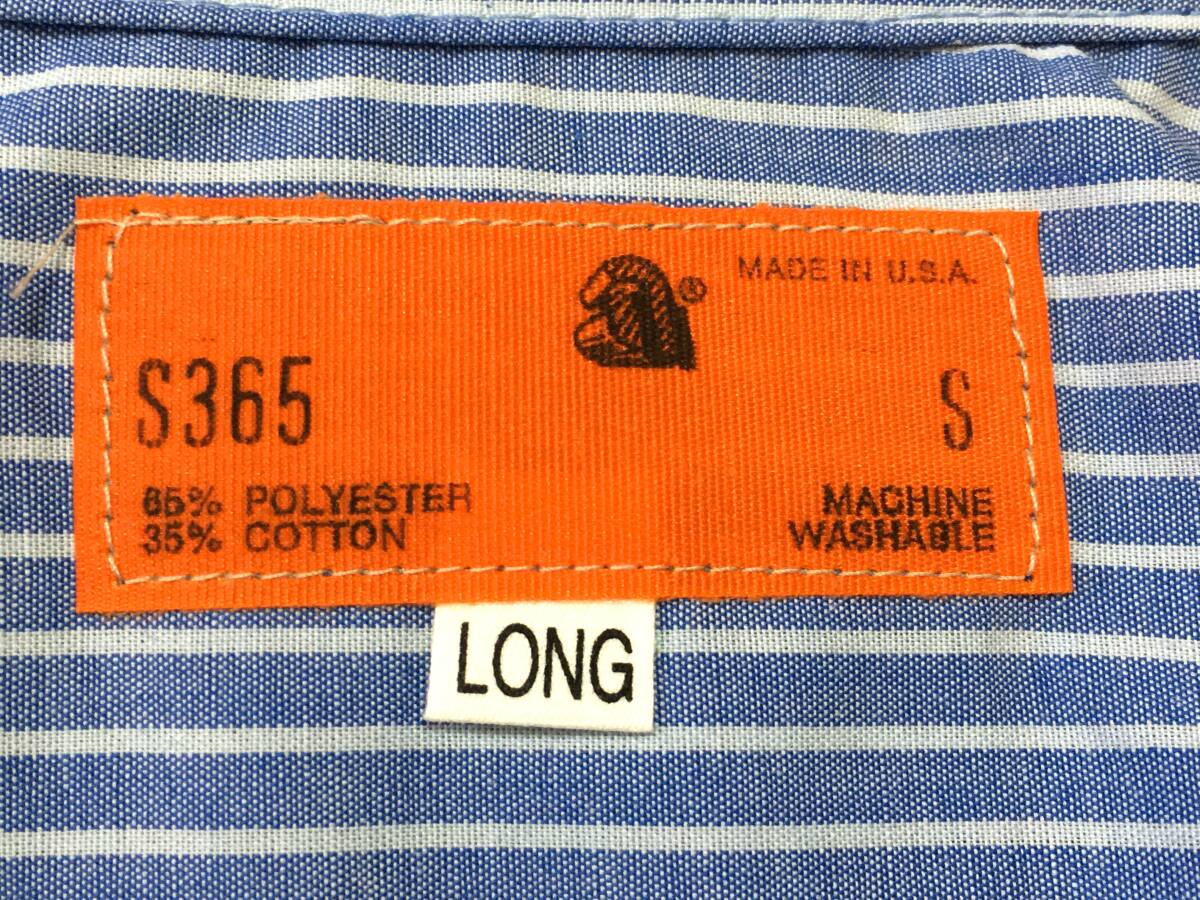 ®
MADE IN U.S.A.
S365
S
65% POLYESTER
35% COTTON
MACHINE
WASHABLE
LONG